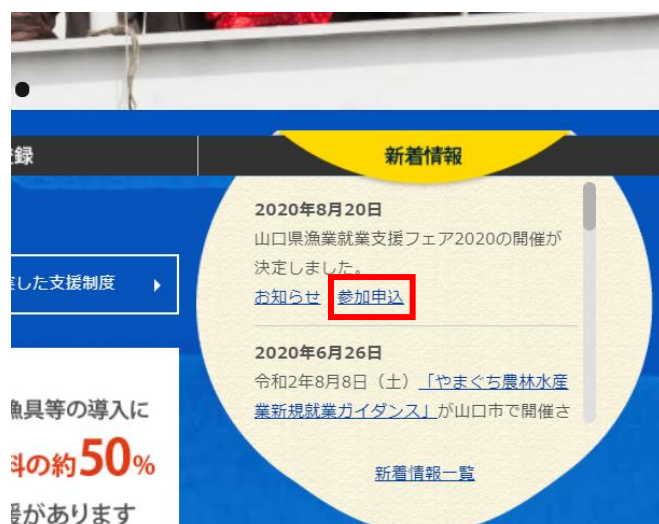 録
新着情報
2020年8月20日
山口県漁業就業支援フェア2020の開催が
決定しました。
お知らせ 参加申込
した支援制度
2020年6月26日
令和2年8月8日（土）「やまぐち農林水産
業新規就業ガイダンス」が山口市で開催さ
漁具等の導入に
料の約50%
援があります
新着情報一覧